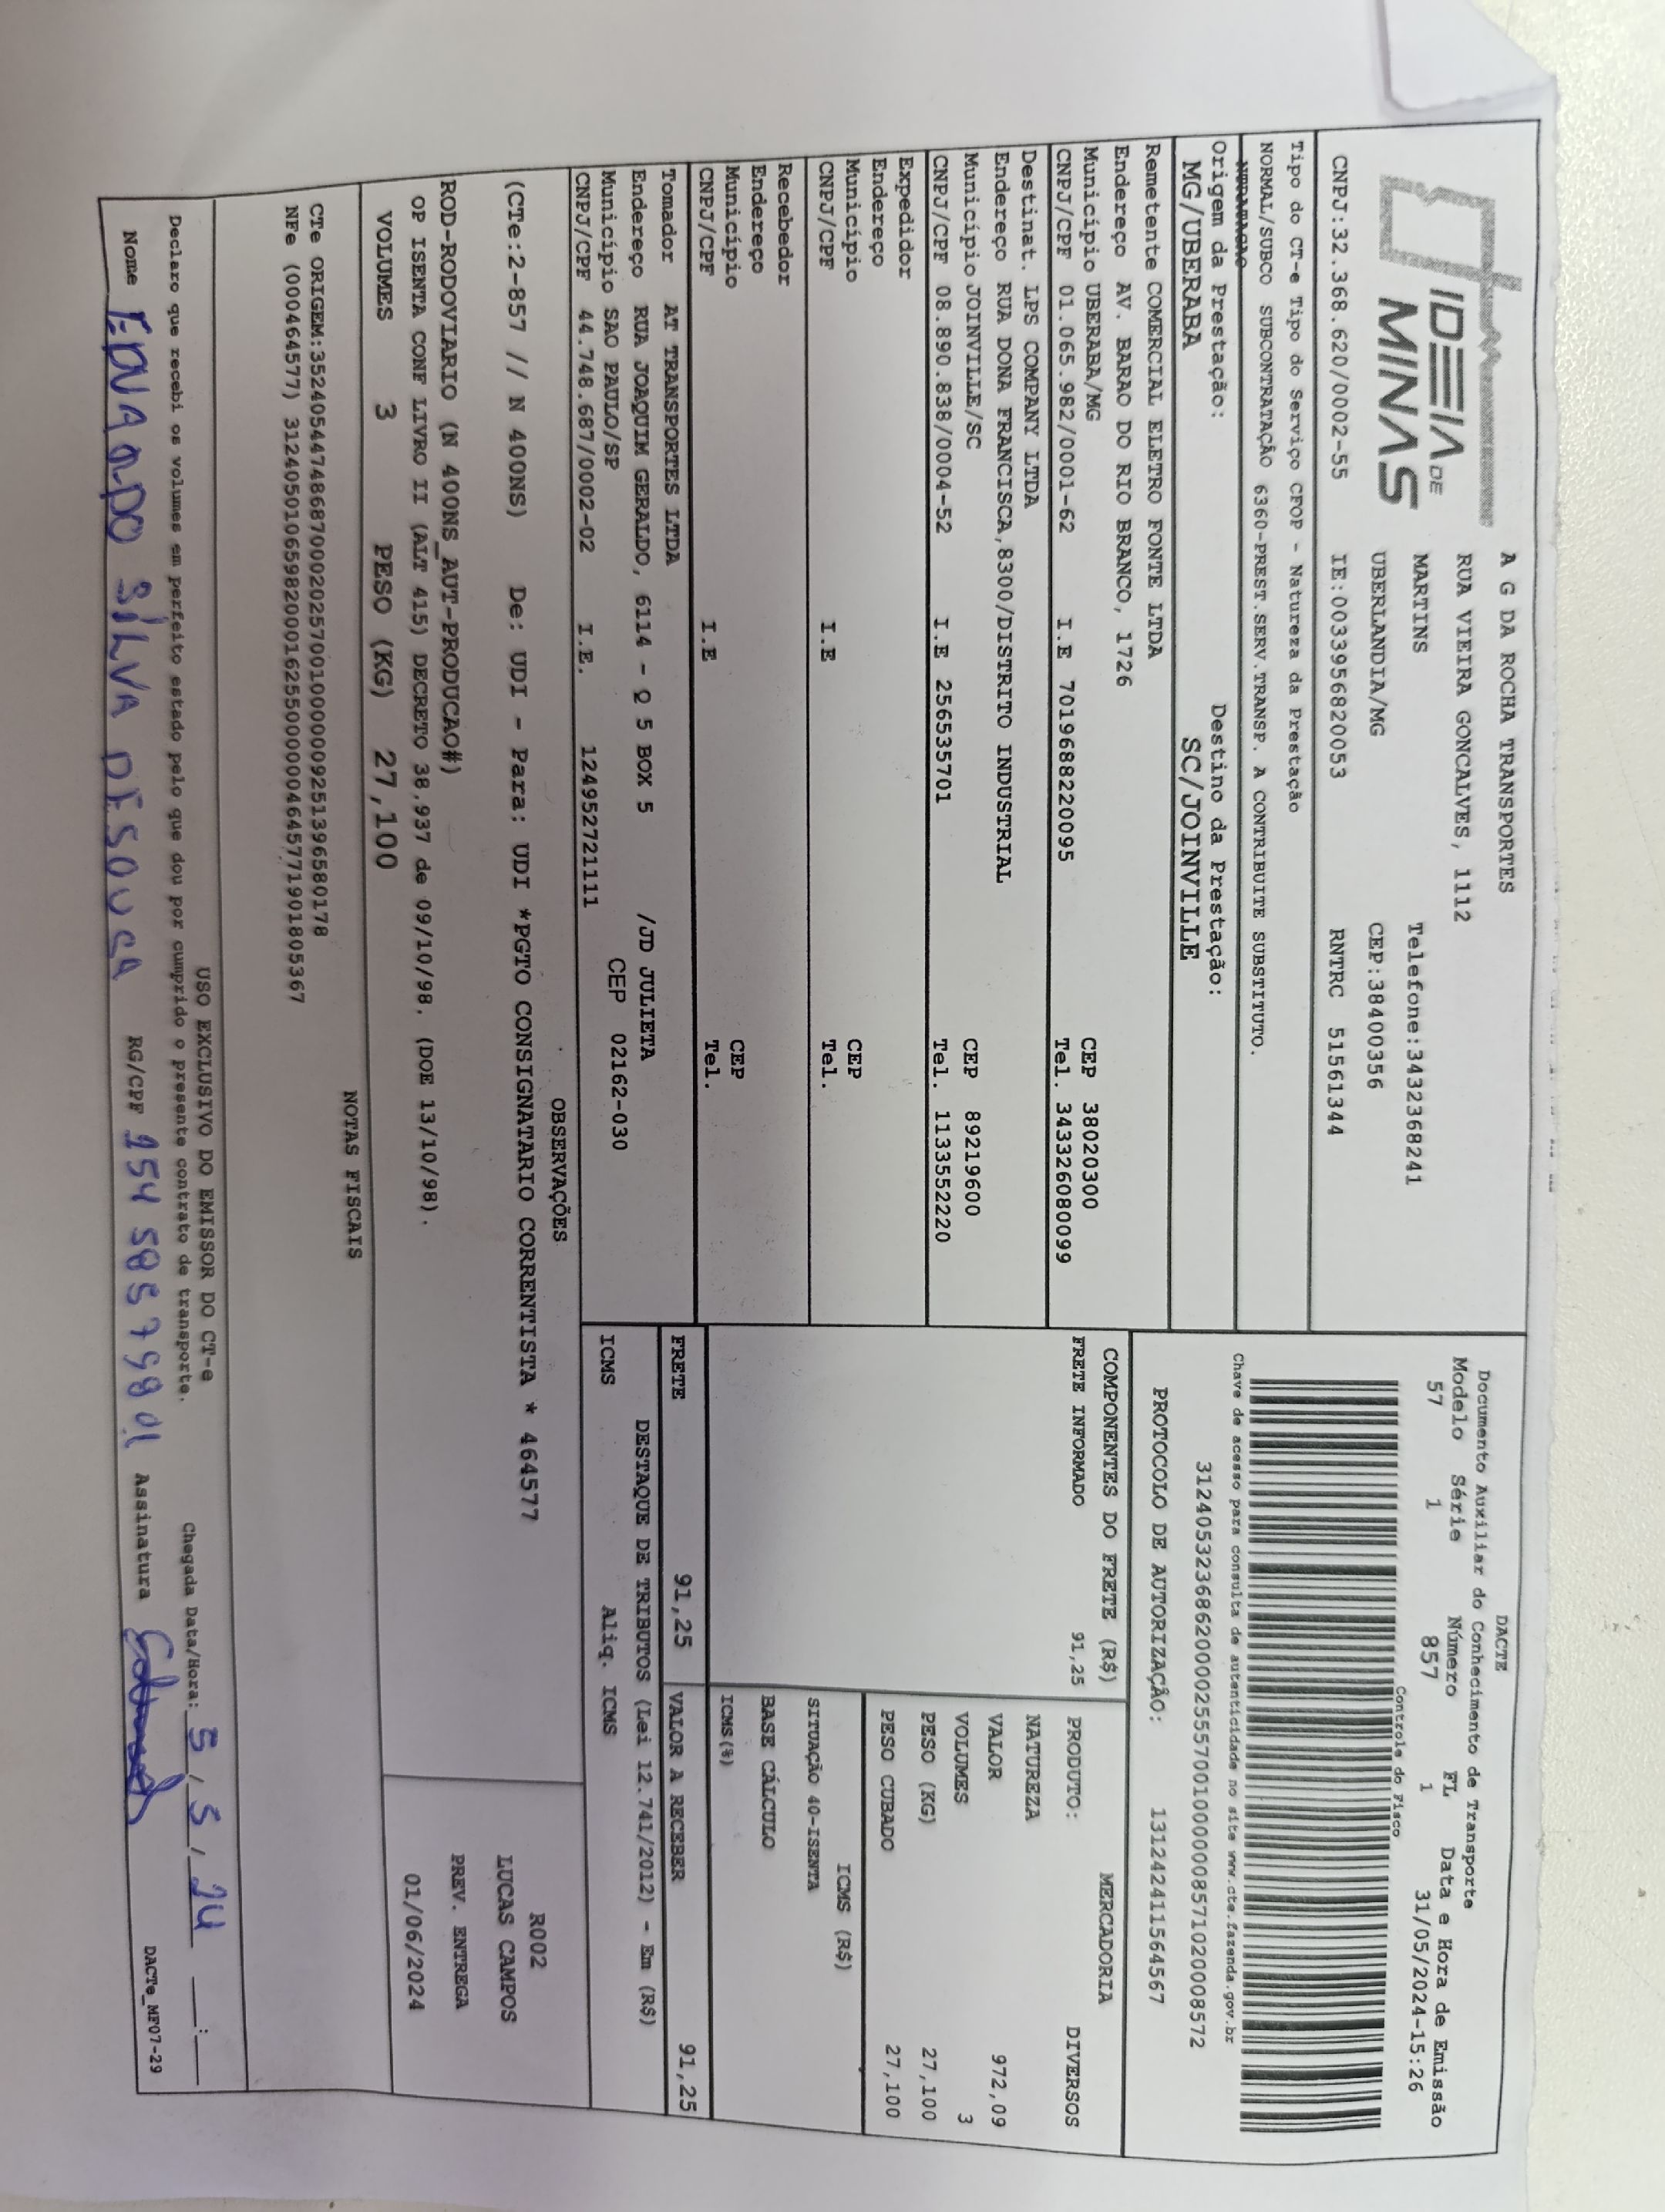 IDEIA DE
MINAS
A G DA ROCHA TRANSPORTES
RUA VIEIRA GONCALVES, 1112
MARTINS Telefone:3432368241
UBERLANDIA/MG CEP:38400356
CNPJ:32.368.620/0002-55 IE:0033956820053 RNTRC 51561344
Tipo do CT-e Tipo do Serviço CFOP - Natureza da Prestação
NORMAL/SUBCO SUBCONTRATAÇÃO 6360-PREST.SERV.TRANSP. A CONTRIBUITE SUBSTITUTO.
Origem da Prestação: Destino da Prestação:
MG/UBERABA SC/JOINVILLE
Remetente COMERCIAL ELETRO FONTE LTDA
Endereço AV. BARAO DO RIO BRANCO, 1726
Município UBERABA/MG CEP 38020300
CNPJ/CPF 01.065.982/0001-62 I.E 7019688220095 Tel. 343326080099
Destinat. LPS COMPANY LTDA
Endereço RUA DONA FRANCISCA,8300/DISTRITO INDUSTRIAL
Município JOINVILLE/SC CEP 89219600
CNPJ/CPF 08.890.838/0004-52 I.E 256535701 Tel. 1133552220
Expedidor
Endereço
Município CEP
CNPJ/CPF I.E Tel.
Recebedor
Endereço
Município CEP
CNPJ/CPF I.E Tel.
Tomador AT TRANSPORTES LTDA
Endereço RUA JOAQUIM GERALDO, 6114 - Q 5 BOX 5 /JD JULIETA
Município SAO PAULO/SP CEP 02162-030
CNPJ/CPF 44.748.687/0002-02 I.E. 124952721111
DACTE
Documento Auxiliar do Conhecimento de Transporte
Modelo Série Número FL Data e Hora de Emissão
57 1 857 1 31/05/2024-15:26
Controle do Fisco
Chave de acesso para consulta de autenticidade no site www.cte.fazenda.gov.br
31240532368620000255570010000008571020008572
PROTOCOLO DE AUTORIZAÇÃO: 131242411564567
COMPONENTES DO FRETE (R$)
FRETE INFORMADO 91,25
MERCADORIA
PRODUTO: DIVERSOS
NATUREZA
VALOR 972,09
VOLUMES 3
PESO (KG) 27,100
PESO CUBADO 27,100
ICMS (R$)
SITUAÇÃO 40-ISENTA
BASE CÁLCULO
ICMS(%)
FRETE 91,25 VALOR A RECEBER 91,25
DESTAQUE DE TRIBUTOS (Lei 12.741/2012) - Em (R$)
ICMS Aliq. ICMS
OBSERVAÇÕES
(CTe:2-857 // N 400NS) De: UDI - Para: UDI *PGTO CONSIGNATARIO CORRENTISTA * 464577
ROD-RODOVIARIO (N 400NS_AUT-PRODUCAO#)
OP ISENTA CONF LIVRO II (ALT 415) DECRETO 38.937 de 09/10/98. (DOE 13/10/98).
VOLUMES 3 PESO (KG) 27,100
R002
LUCAS CAMPOS
PREV. ENTREGA
01/06/2024
NOTAS FISCAIS
CTe ORIGEM:35240544748687000202570010000009251396580178
NFe (000464577) 31240501065982000162550000004645771901805367
USO EXCLUSIVO DO EMISSOR DO CT-e
Declaro que recebi os volumes em perfeito estado pelo que dou por cumprido o presente contrato de transporte.
Chegada Data/Hora: 5/5/24 __:__
Nome EDNARDO SILVA DE SOUSA RG/CPF Assinatura
DACTe_MF07-29